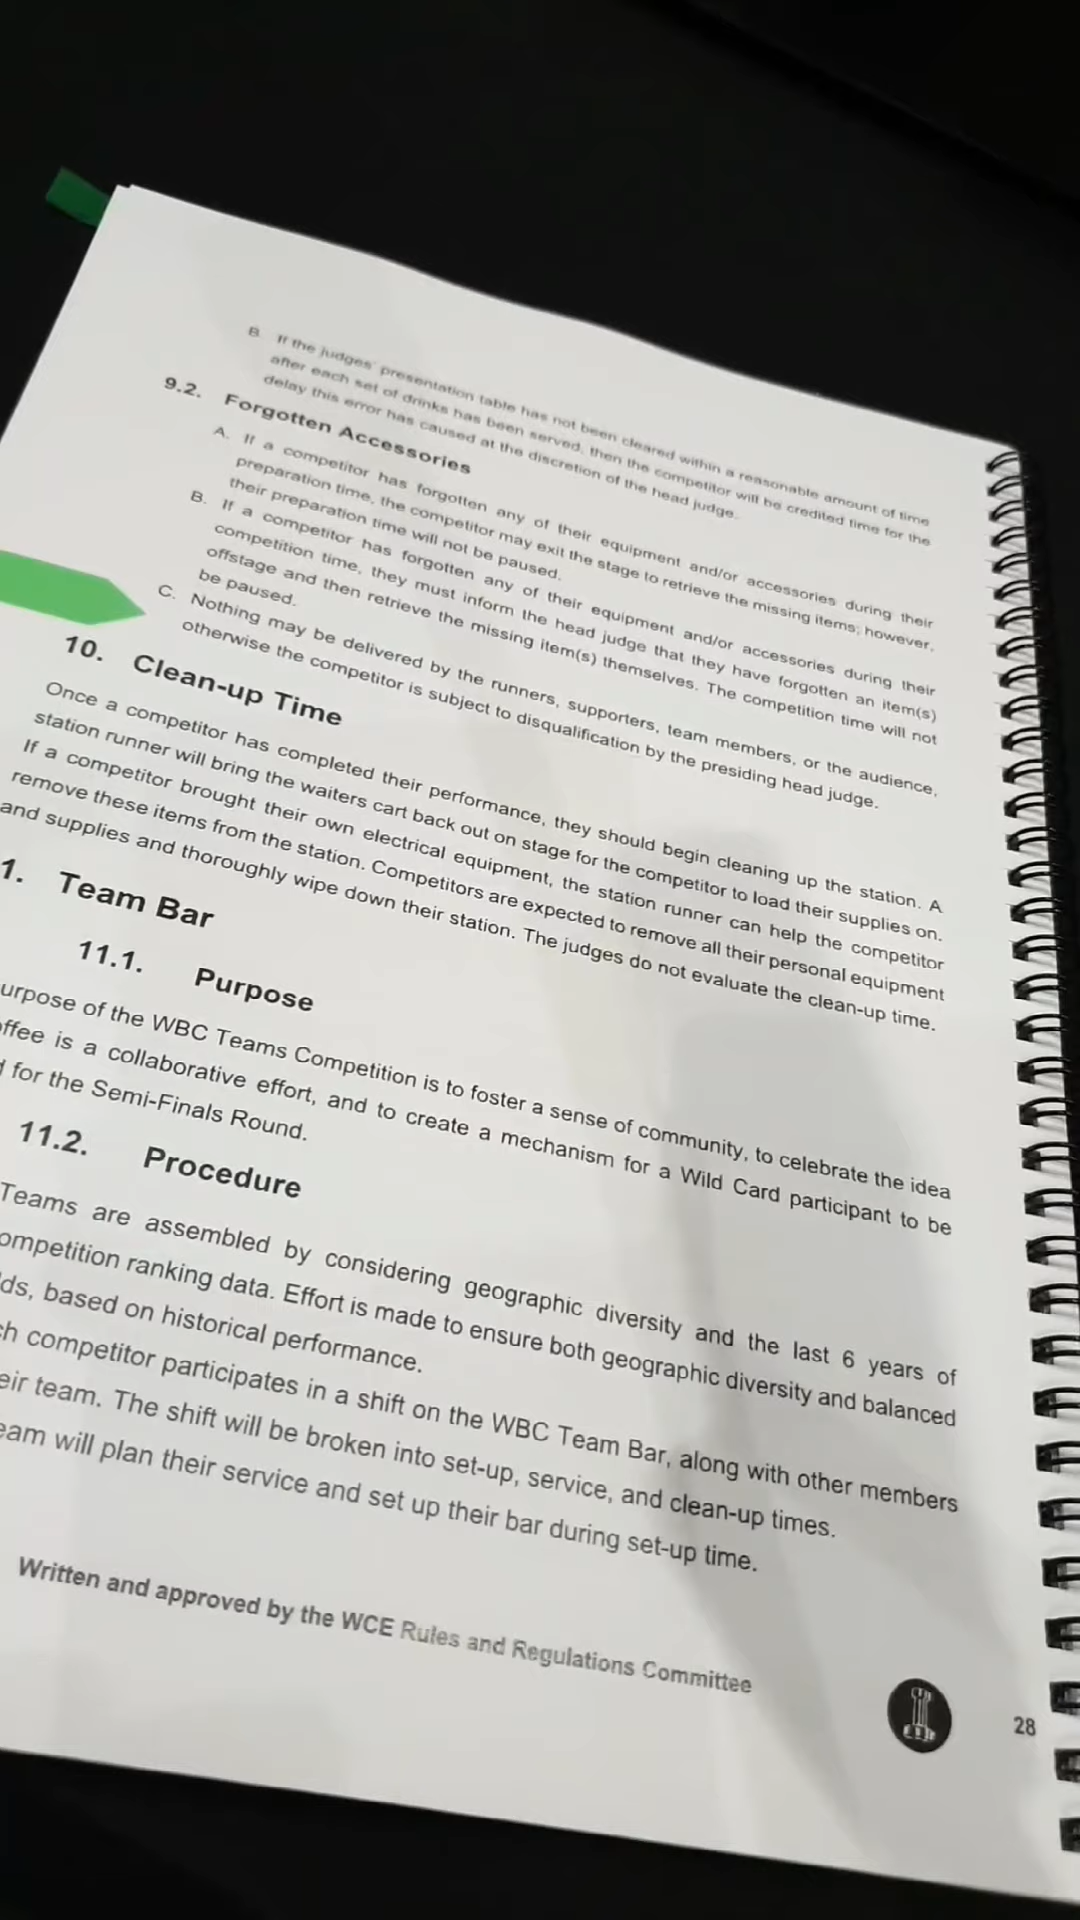 B. If the judges' presentation table has not been cleared within a reasonable amount of time
after each set of drinks has been served, then the competitor will be credited time for the
delay this error has caused at the discretion of the head judge.
9.2. Forgotten Accessories
A. If a competitor has forgotten any of their equipment and/or accessories during their
preparation time, the competitor may exit the stage to retrieve the missing items; however,
their preparation time will not be paused.
B. If a competitor has forgotten any of their equipment and/or accessories during their
competition time, they must inform the head judge that they have forgotten an item(s)
offstage and then retrieve the missing item(s) themselves. The competition time will not
be paused.
C. Nothing may be delivered by the runners, supporters, team members, or the audience,
otherwise the competitor is subject to disqualification by the presiding head judge.
10. Clean-up Time
Once a competitor has completed their performance, they should begin cleaning up the station. A
station runner will bring the waiters cart back out on stage for the competitor to load their supplies on.
If a competitor brought their own electrical equipment, the station runner can help the competitor
remove these items from the station. Competitors are expected to remove all their personal equipment
and supplies and thoroughly wipe down their station. The judges do not evaluate the clean-up time.
1. Team Bar
11.1. Purpose
urpose of the WBC Teams Competition is to foster a sense of community, to celebrate the idea
offee is a collaborative effort, and to create a mechanism for a Wild Card participant to be
d for the Semi-Finals Round.
11.2. Procedure
Teams are assembled by considering geographic diversity and the last 6 years of
ompetition ranking data. Effort is made to ensure both geographic diversity and balanced
lds, based on historical performance.
ch competitor participates in a shift on the WBC Team Bar, along with other members
eir team. The shift will be broken into set-up, service, and clean-up times.
eam will plan their service and set up their bar during set-up time.
Written and approved by the WCE Rules and Regulations Committee
28